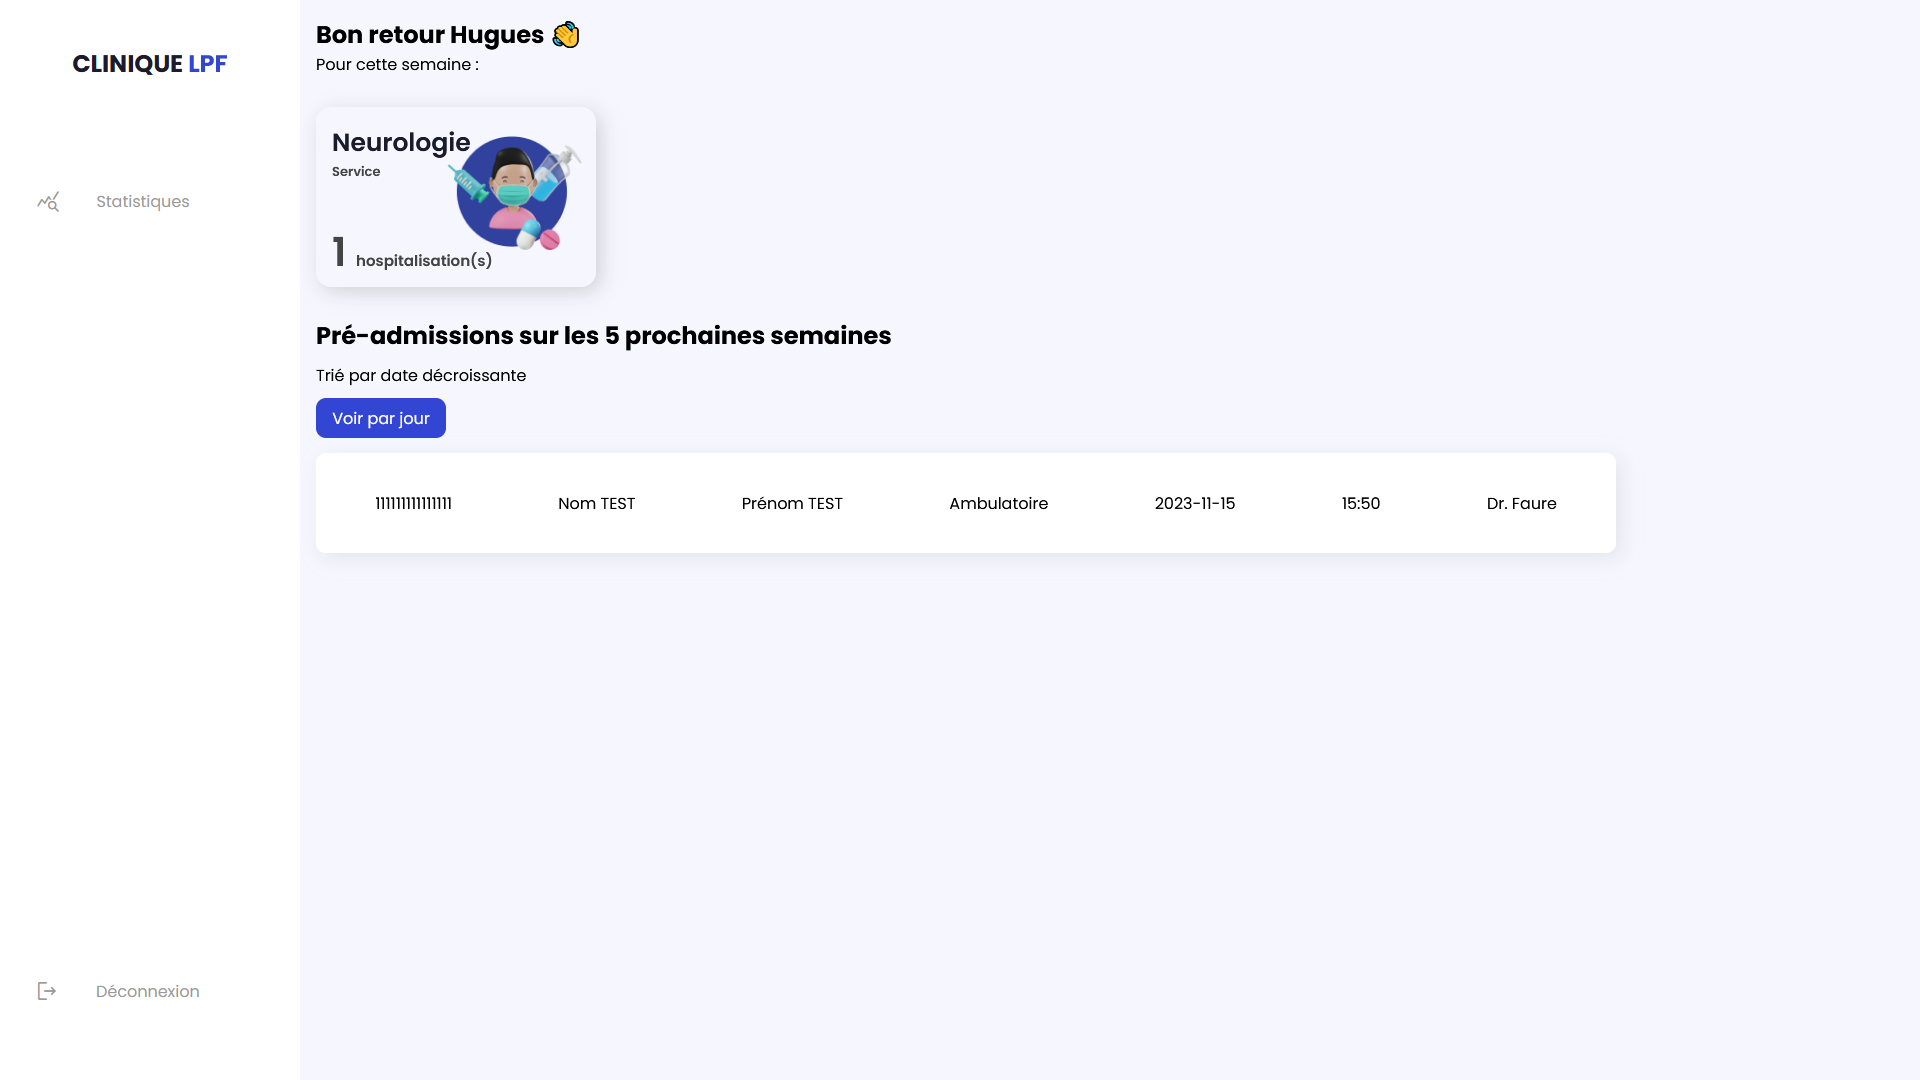 CLINIQUE LPF
Statistiques
Déconnexion
Bon retour Hugues 👋
Pour cette semaine :
Neurologie
Service
1 hospitalisation(s)
Pré-admissions sur les 5 prochaines semaines
Trié par date décroissante
Voir par jour
111111111111111 Nom TEST Prénom TEST Ambulatoire 2023-11-15 15:50 Dr. Faure